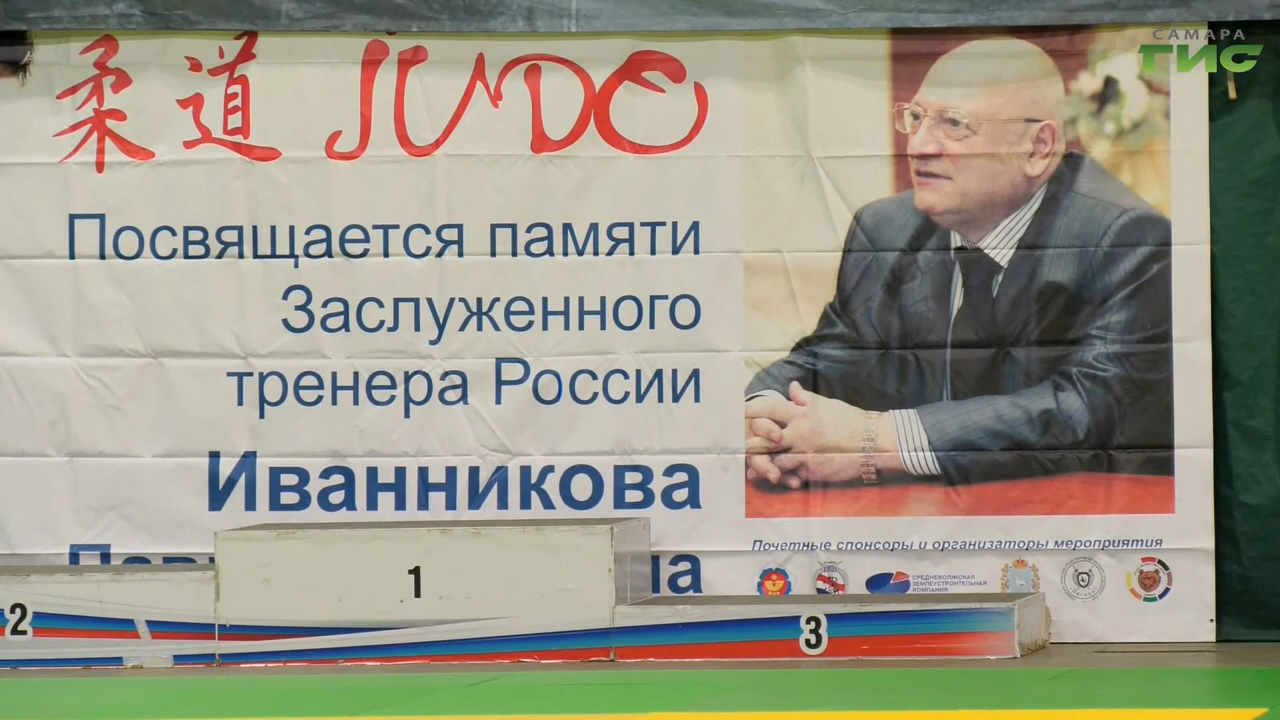 САМАРА
ГИС
柔道 JUDO
Посвящается памяти
Заслуженного
тренера России
Иванникова
Почетные спонсоры и организаторы мероприятия
СРЕДНЕВОЛЖСКАЯ
ЗЕМЛЕУСТРОИТЕЛЬНАЯ
КОМПАНИЯ
1
2
3